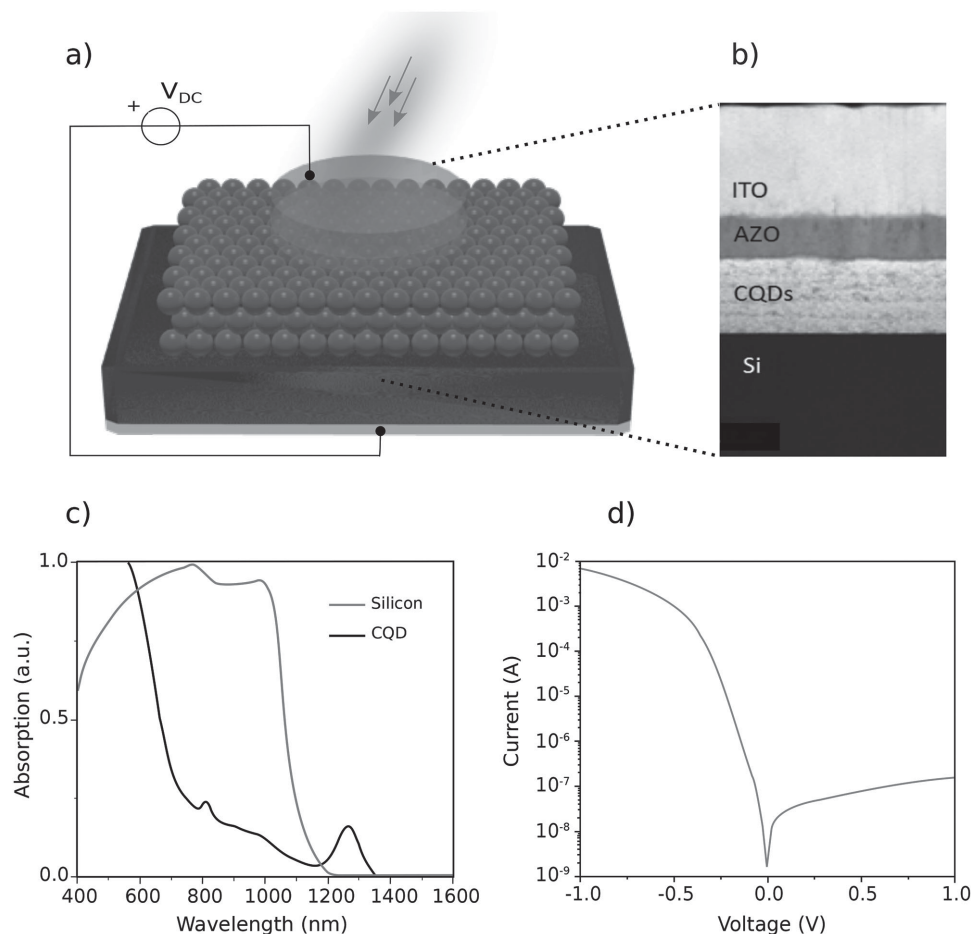 a)
b)
+ V_DC
ITO
AZO
CQDs
Si
c)
d)
1.0
0.5
0.0
Absorption (a.u.)
Silicon
CQD
400 600 800 1000 1200 1400 1600
Wavelength (nm)
10^-2
10^-3
10^-4
10^-5
10^-6
10^-7
10^-8
10^-9
Current (A)
-1.0 -0.5 0.0 0.5 1.0
Voltage (V)